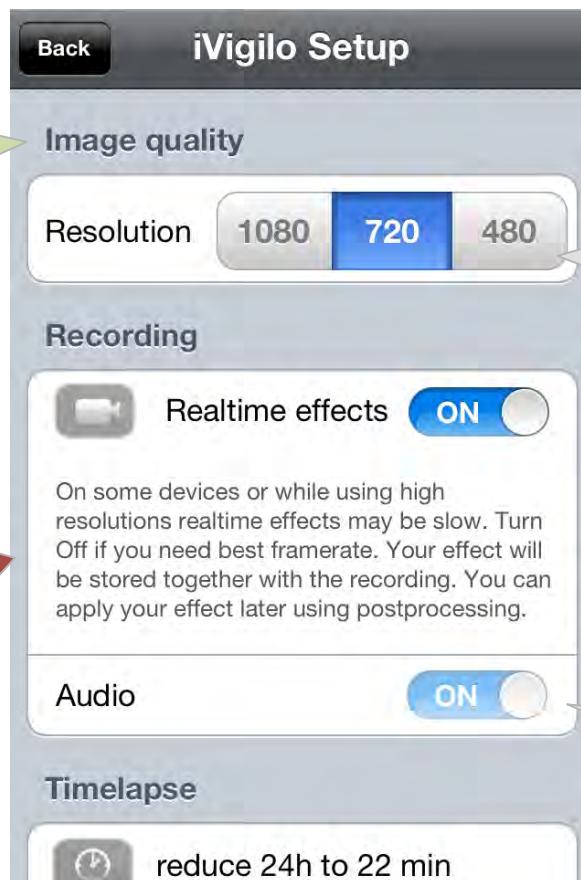 Back
iVigilo Setup
Image quality
Resolution 1080 720 480
Recording
Realtime effects ON
On some devices or while using high
resolutions realtime effects may be slow. Turn
Off if you need best framerate. Your effect will
be stored together with the recording. You can
apply your effect later using postprocessing.
Audio ON
Timelapse
reduce 24h to 22 min